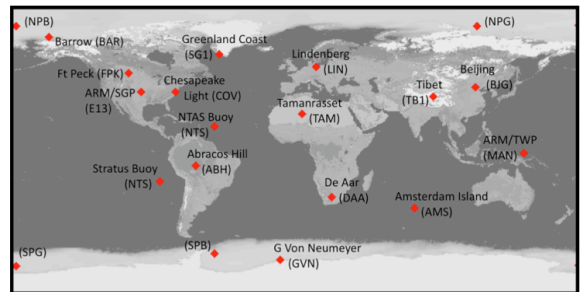 (NPB)
(NPG)
Barrow (BAR)
Greenland Coast
(SG1)
Lindenberg
(LIN)
Beijing
(BJG)
Ft Peck (FPK)
Chesapeake
Light (COV)
Tibet
(TB1)
ARM/SGP
(E13)
Tamanrasset
(TAM)
NTAS Buoy
(NTS)
ARM/TWP
(MAN)
Abracos Hill
(ABH)
Stratus Buoy
(NTS)
De Aar
(DAA)
Amsterdam Island
(AMS)
(SPG)
(SPB)
G Von Neumeyer
(GVN)